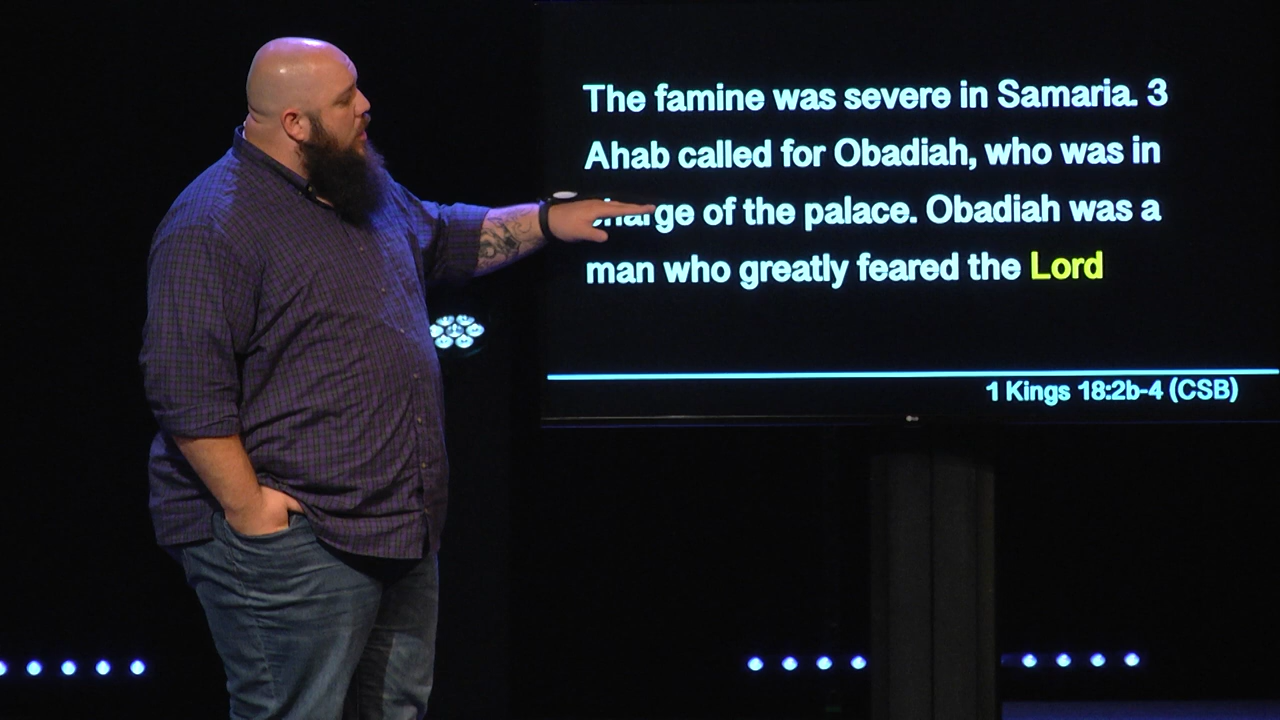 The famine was severe in Samaria. 3
Ahab called for Obadiah, who was in
charge of the palace. Obadiah was a
man who greatly feared the Lord
1 Kings 18:2b-4 (CSB)